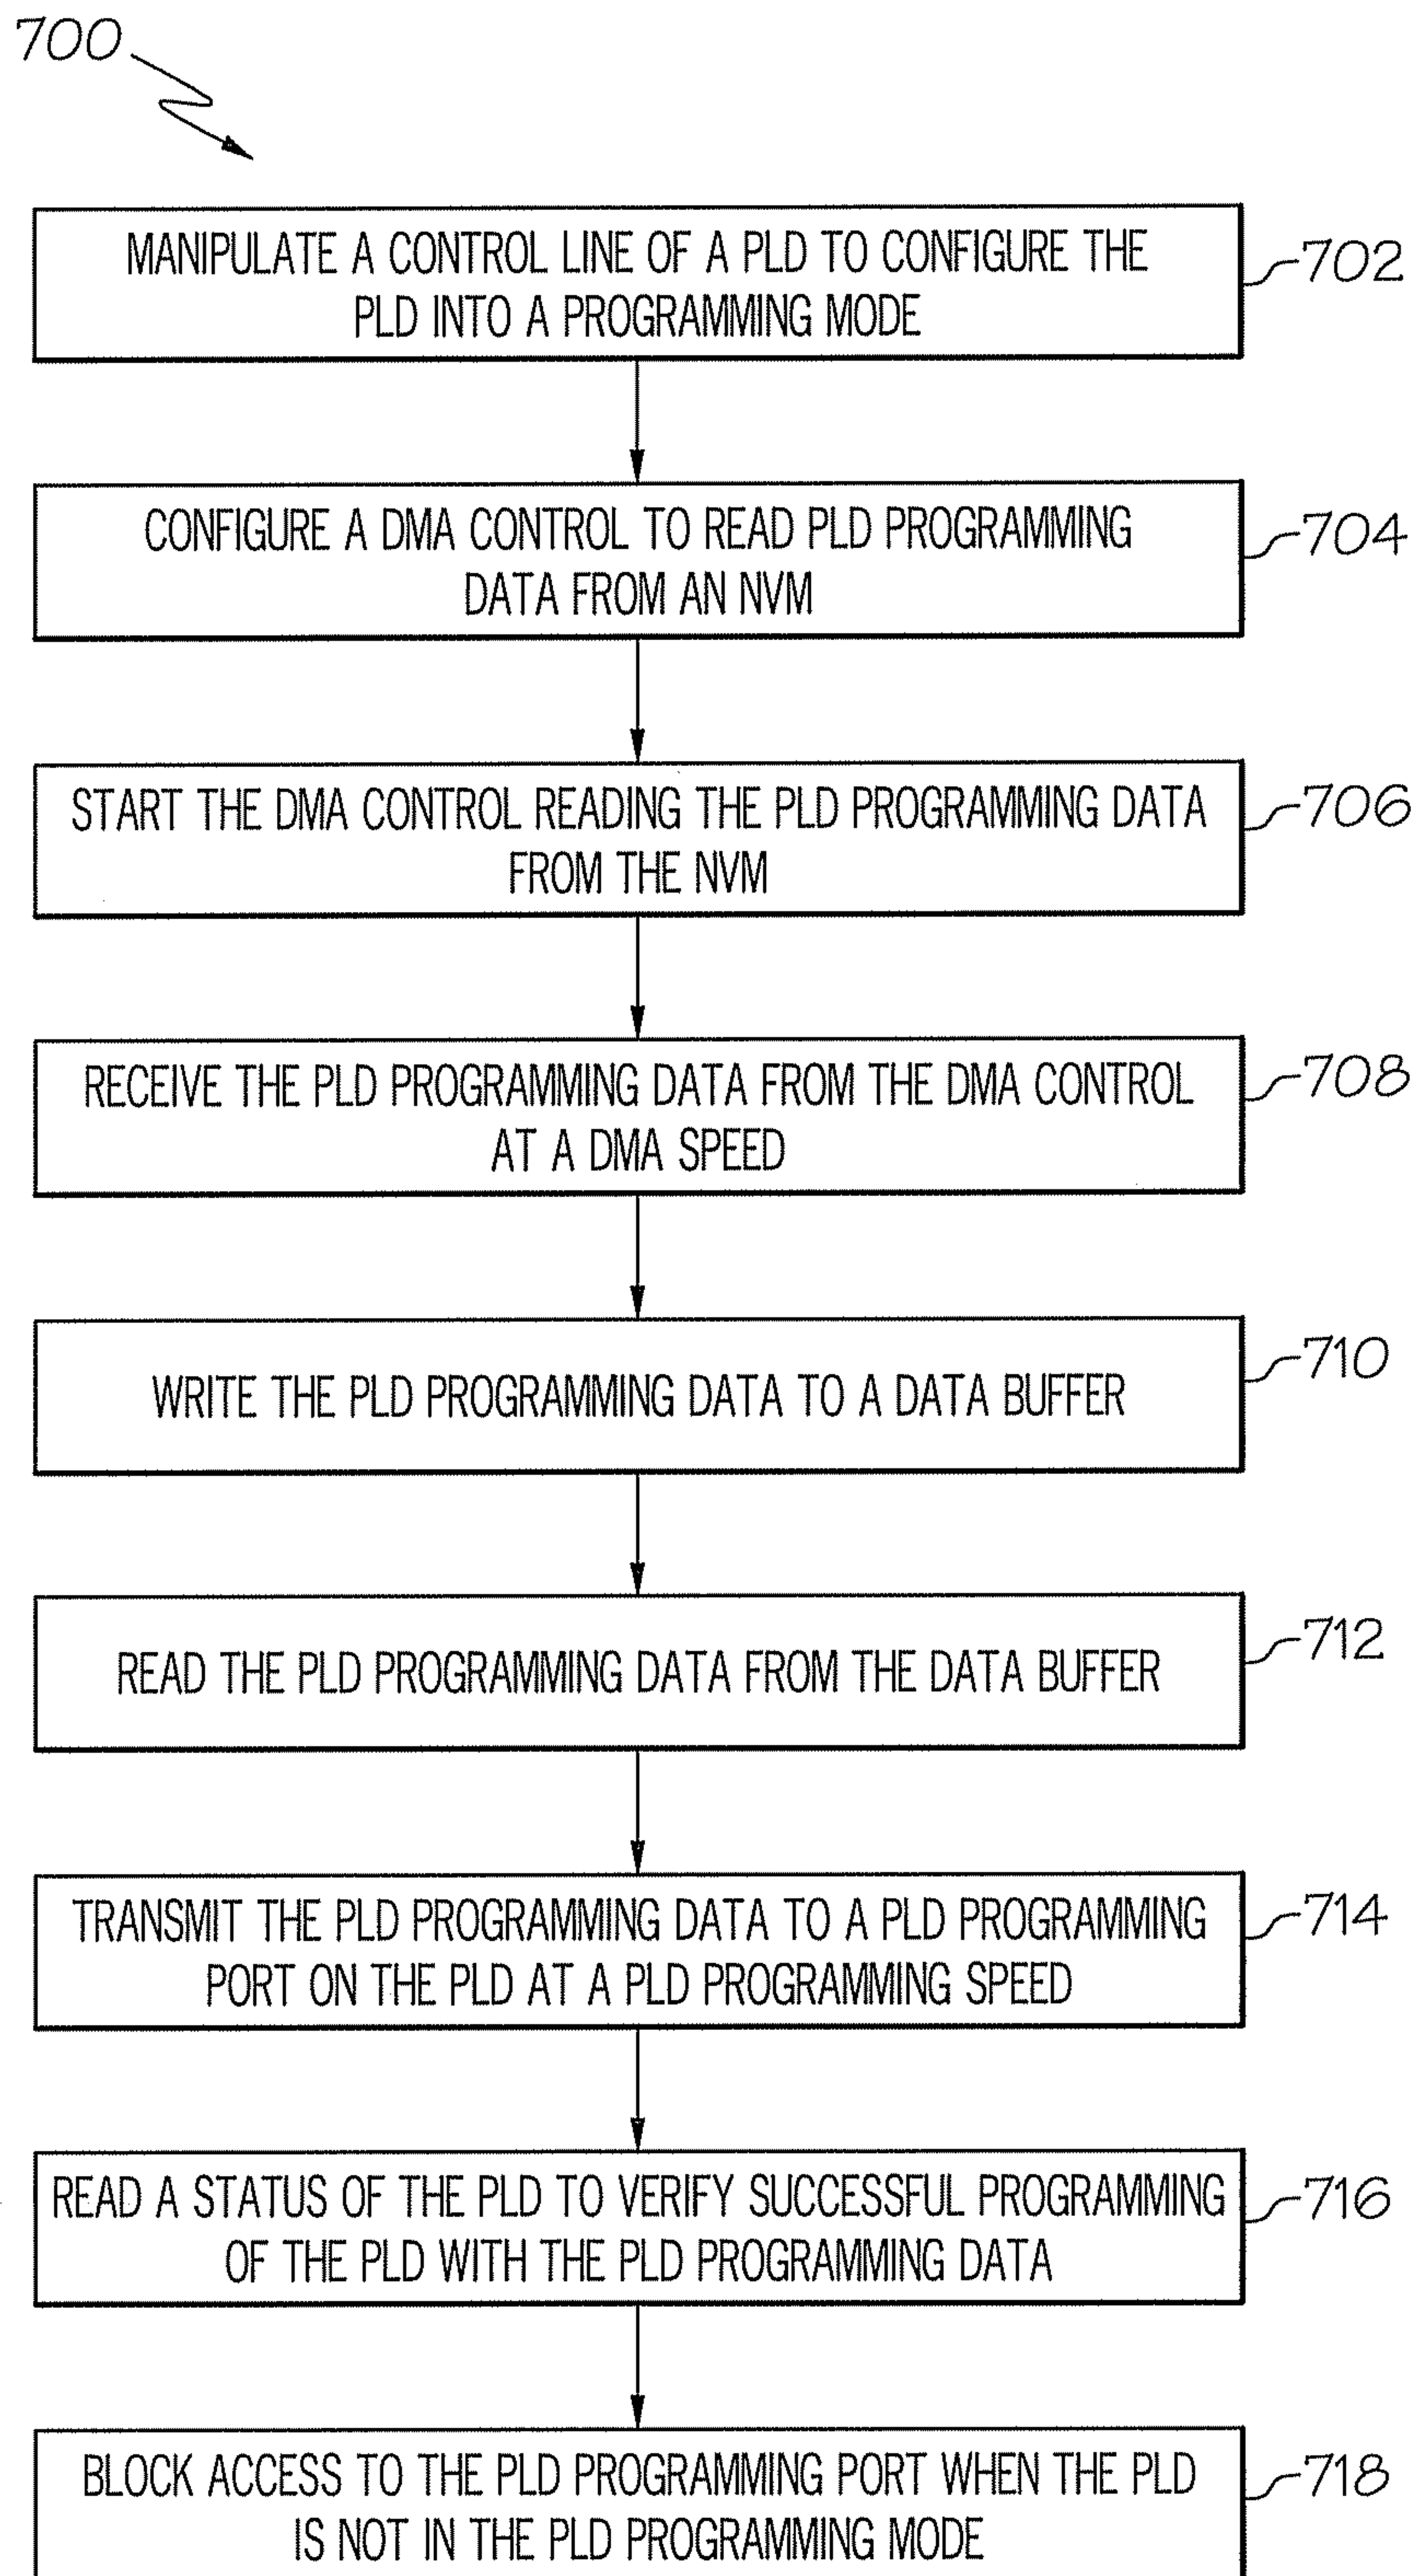 700
MANIPULATE A CONTROL LINE OF A PLD TO CONFIGURE THE
PLD INTO A PROGRAMMING MODE
702
CONFIGURE A DMA CONTROL TO READ PLD PROGRAMMING
DATA FROM AN NVM
704
START THE DMA CONTROL READING THE PLD PROGRAMMING DATA
FROM THE NVM
706
RECEIVE THE PLD PROGRAMMING DATA FROM THE DMA CONTROL
AT A DMA SPEED
708
WRITE THE PLD PROGRAMMING DATA TO A DATA BUFFER
710
READ THE PLD PROGRAMMING DATA FROM THE DATA BUFFER
712
TRANSMIT THE PLD PROGRAMMING DATA TO A PLD PROGRAMMING
PORT ON THE PLD AT A PLD PROGRAMMING SPEED
714
READ A STATUS OF THE PLD TO VERIFY SUCCESSFUL PROGRAMMING
OF THE PLD WITH THE PLD PROGRAMMING DATA
716
BLOCK ACCESS TO THE PLD PROGRAMMING PORT WHEN THE PLD
IS NOT IN THE PLD PROGRAMMING MODE
718